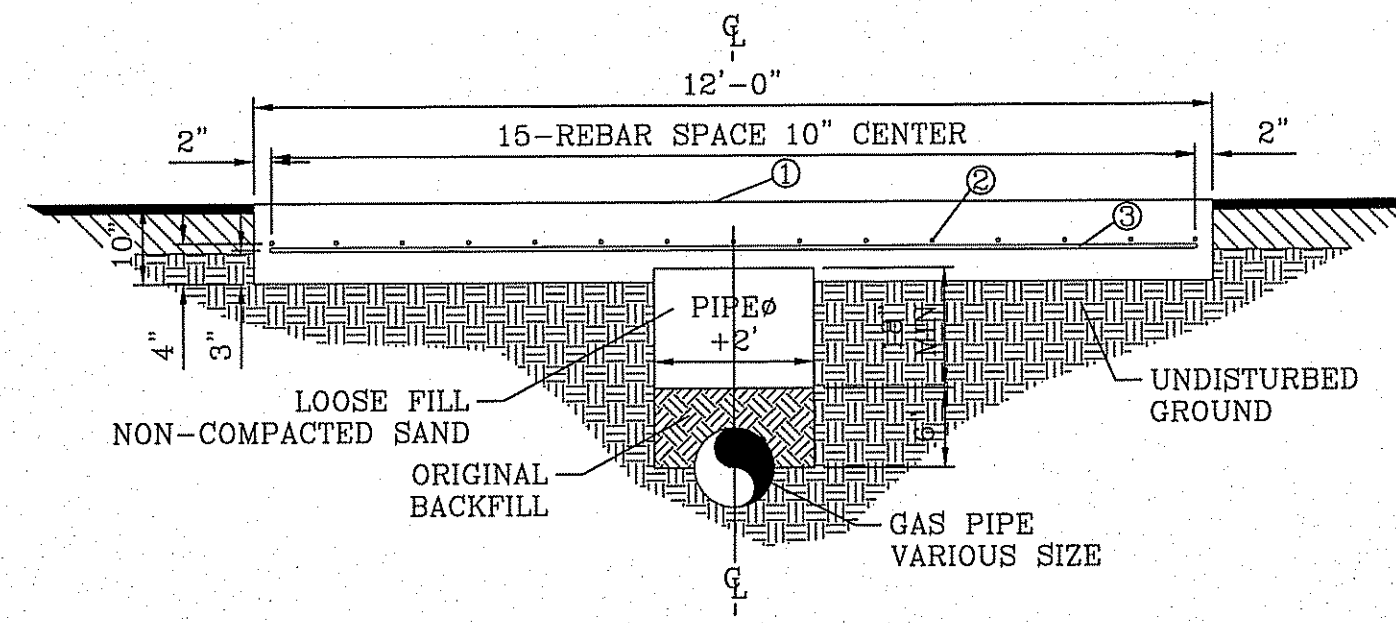 ℄
12'-0"
2"
15-REBAR SPACE 10" CENTER
2"
①
②
③
10"
4"
3"
PIPEø
+2'
MIN
UNDISTURBED
GROUND
LOOSE FILL
NON-COMPACTED SAND
ORIGINAL
BACKFILL
GAS PIPE
VARIOUS SIZE
℄